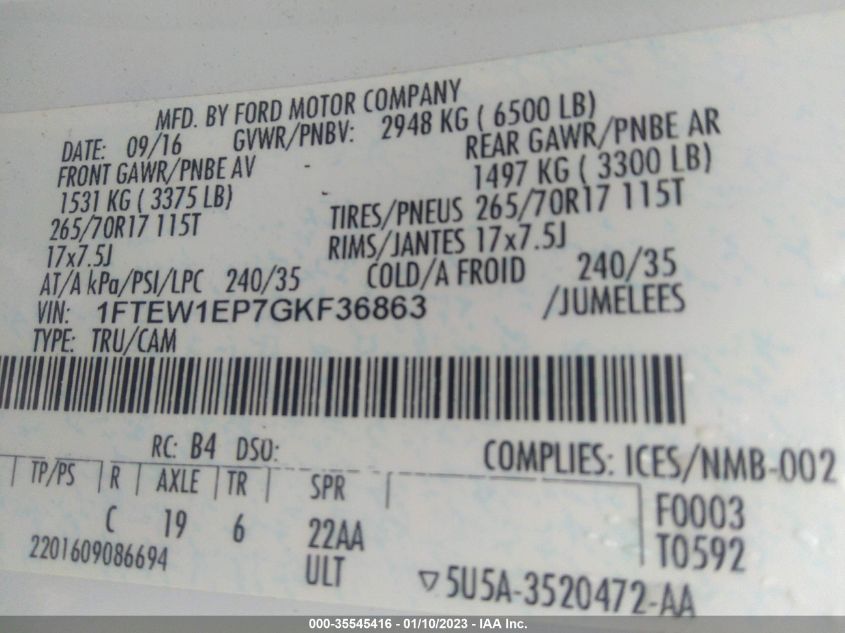 MFD. BY FORD MOTOR COMPANY
DATE: 09/16 GVWR/PNBV: 2948 KG ( 6500 LB)
FRONT GAWR/PNBE AV REAR GAWR/PNBE AR
1531 KG ( 3375 LB) 1497 KG ( 3300 LB)
265/70R17 115T TIRES/PNEUS 265/70R17 115T
17x7.5J RIMS/JANTES 17x7.5J
AT/A kPa/PSI/LPC 240/35 COLD/A FROID 240/35
VIN: 1FTEW1EP7GKF36863 /JUMELEES
TYPE: TRU/CAM
RC: B4 DSO: COMPLIES: ICES/NMB-002
TP/PS R AXLE TR SPR F0003
C 19 6 22AA T0592
2201609086694 ULT ▽5U5A-3520472-AA
000-35545416 - 01/10/2023 - IAA Inc.